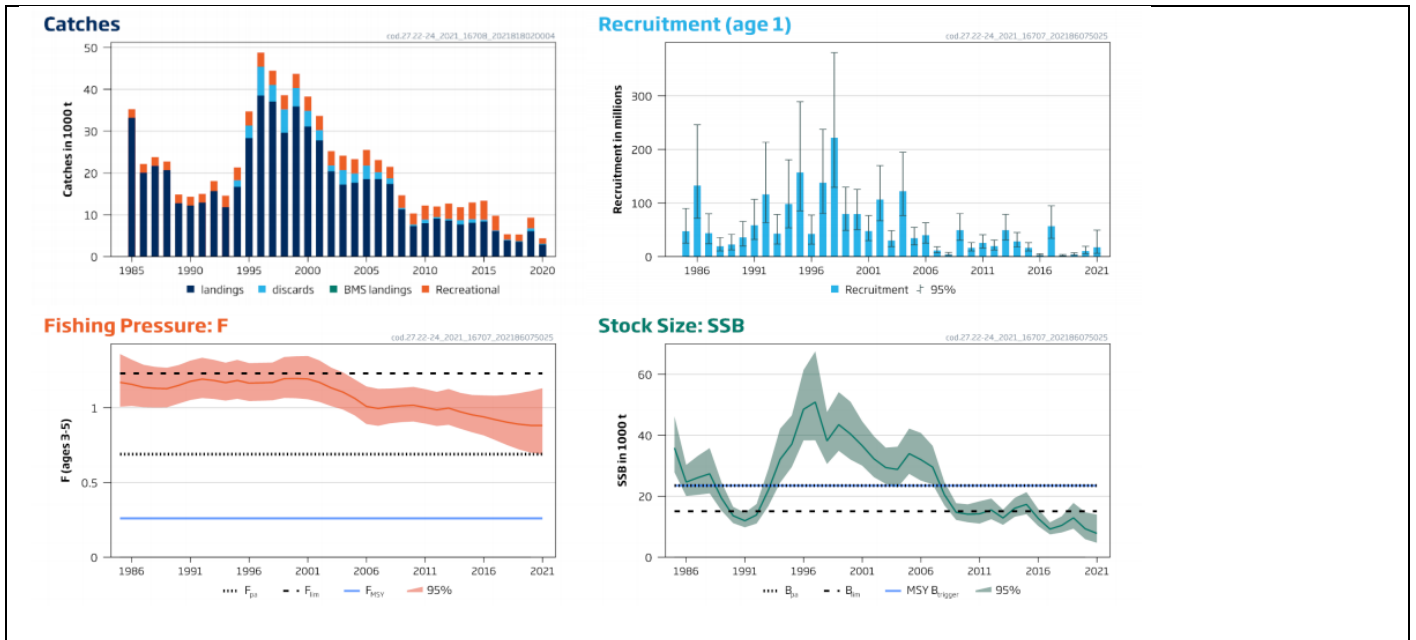 Catches
cod.27.22-24_2021_16708_2021818020004
Catches in 1000 t
50
40
30
20
10
0
1985
1990
1995
2000
2005
2010
2015
2020
landings
discards
BMS landings
Recreational
Recruitment (age 1)
cod.27.22-24_2021_16707_202186075025
Recruitment in millions
300
200
100
0
1986
1991
1996
2001
2006
2011
2016
2021
Recruitment
95%
Fishing Pressure: F
cod.27.22-24_2021_16707_202186075025
F (ages 3-5)
1
0.5
0
1986
1991
1996
2001
2006
2011
2016
2021
Fpa
Flim
FMSY
95%
Stock Size: SSB
cod.27.22-24_2021_16707_202186075025
SSB in 1000 t
60
40
20
0
1986
1991
1996
2001
2006
2011
2016
2021
Bpa
Blim
MSY Btrigger
95%